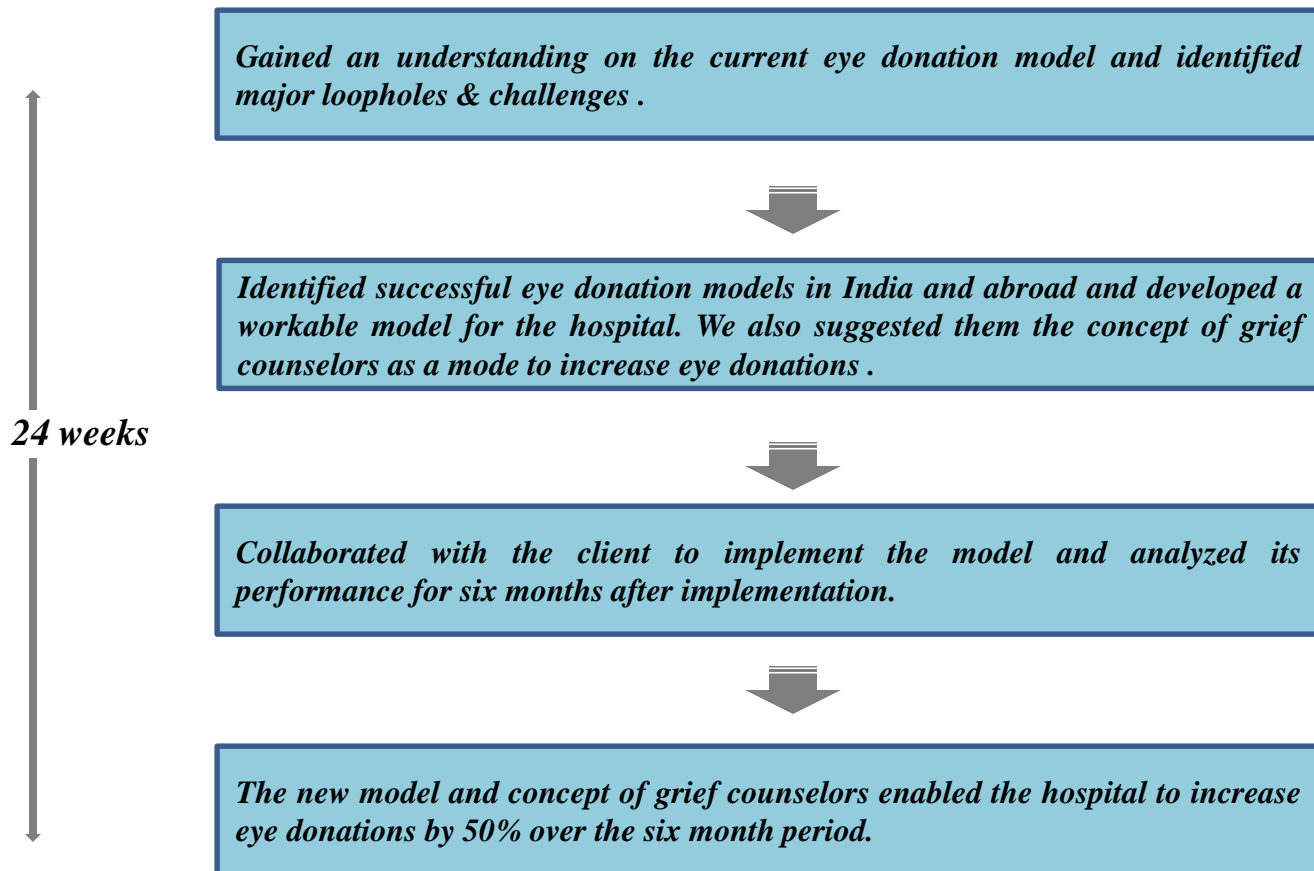 Gained an understanding on the current eye donation model and identified
major loopholes & challenges .
Identified successful eye donation models in India and abroad and developed a
workable model for the hospital. We also suggested them the concept of grief
counselors as a mode to increase eye donations .
24 weeks
Collaborated with the client to implement the model and analyzed its
performance for six months after implementation.
The new model and concept of grief counselors enabled the hospital to increase
eye donations by 50% over the six month period.